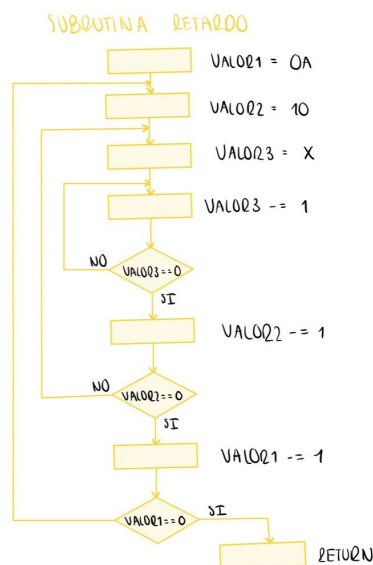 SUBRUTINA RETARDO
VALOR1 = 0A
VALOR2 = 10
VALOR3 = X
VALOR3 -= 1
NO
VALOR3==0
SI
VALOR2 -= 1
NO
VALOR2==0
SI
VALOR1 -= 1
VALOR1==0
SI
RETURN